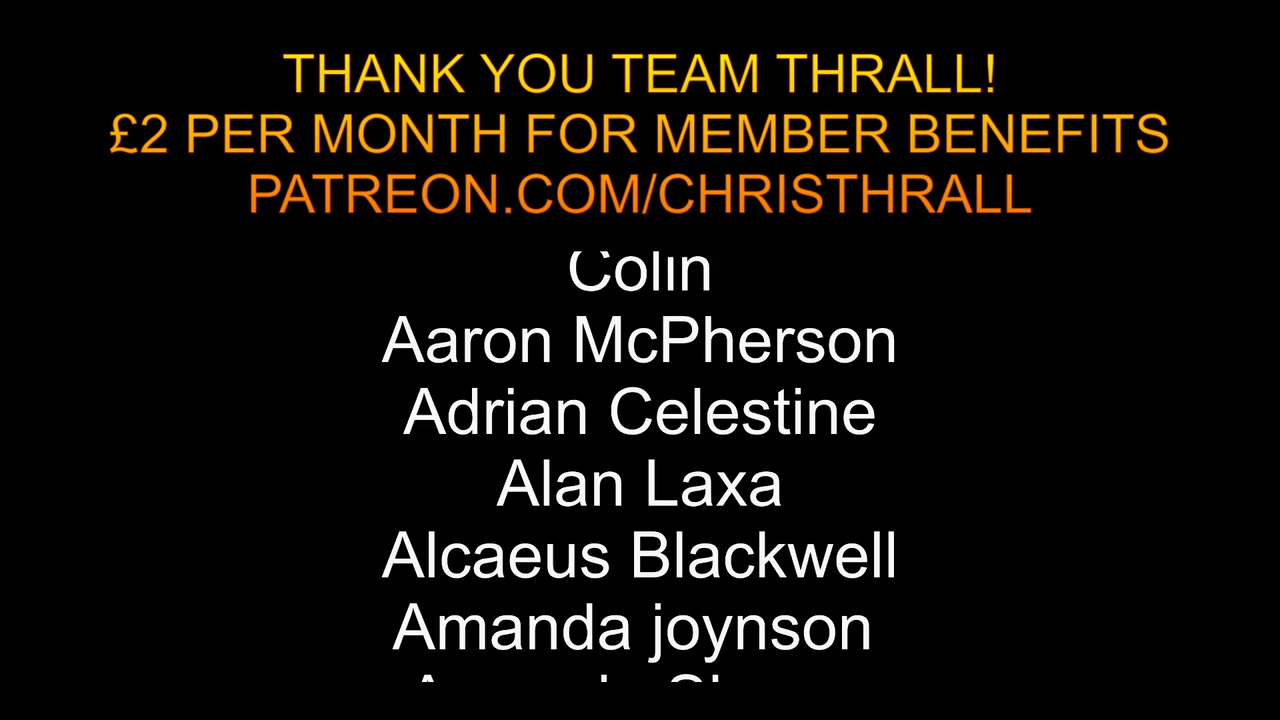 THANK YOU TEAM THRALL!
£2 PER MONTH FOR MEMBER BENEFITS
PATREON.COM/CHRISTHRALL
Colin
Aaron McPherson
Adrian Celestine
Alan Laxa
Alcaeus Blackwell
Amanda joynson